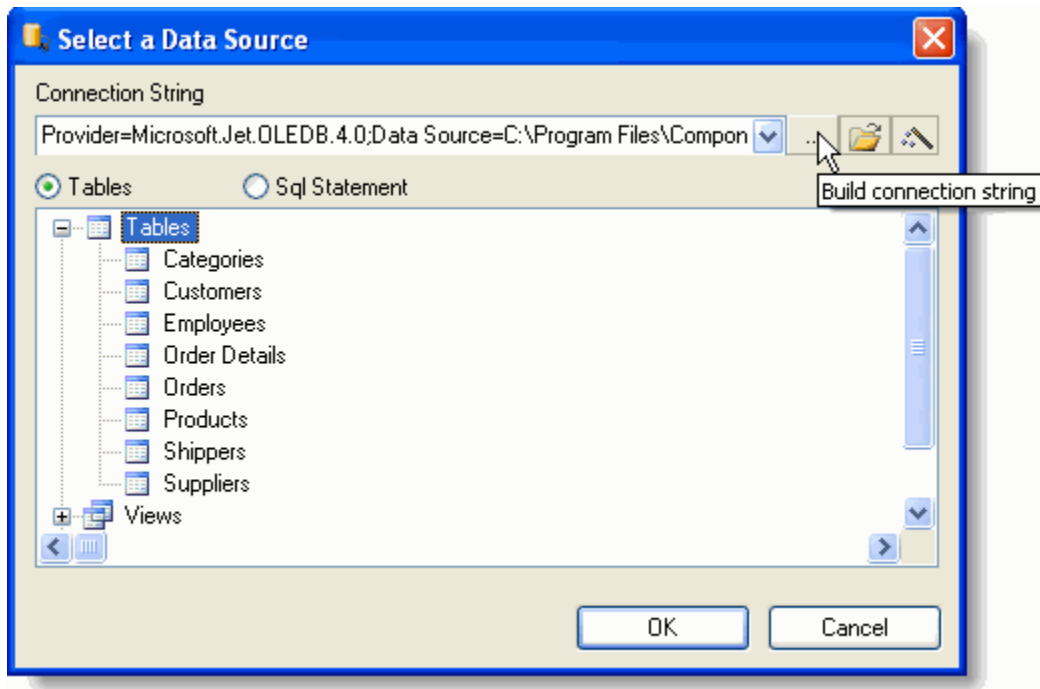 Select a Data Source
Connection String
Provider=Microsoft.Jet.OLEDB.4.0;Data Source=C:\Program Files\Compon
...
Tables
Sql Statement
Build connection string
Tables
Categories
Customers
Employees
Order Details
Orders
Products
Shippers
Suppliers
Views
OK
Cancel